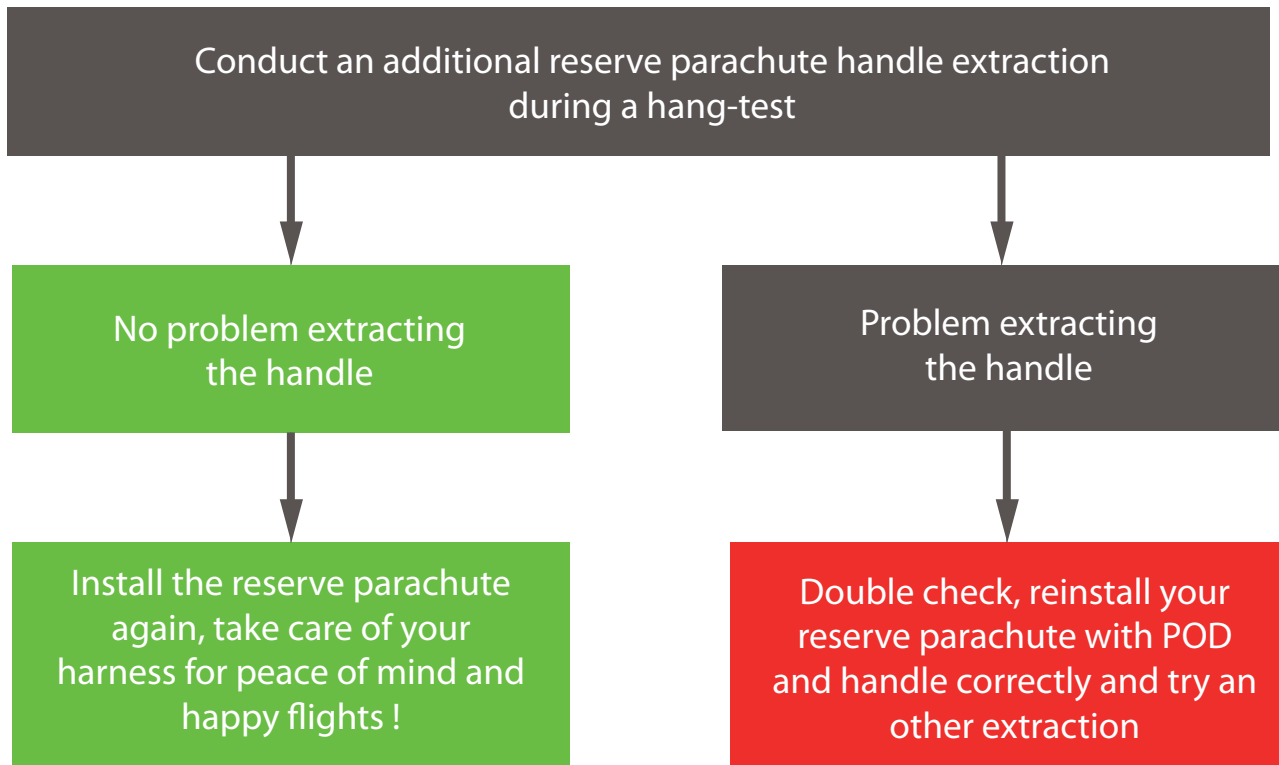 Conduct an additional reserve parachute handle extraction
during a hang-test
No problem extracting
the handle
Problem extracting
the handle
Install the reserve parachute
again, take care of your
harness for peace of mind and
happy flights !
Double check, reinstall your
reserve parachute with POD
and handle correctly and try an
other extraction